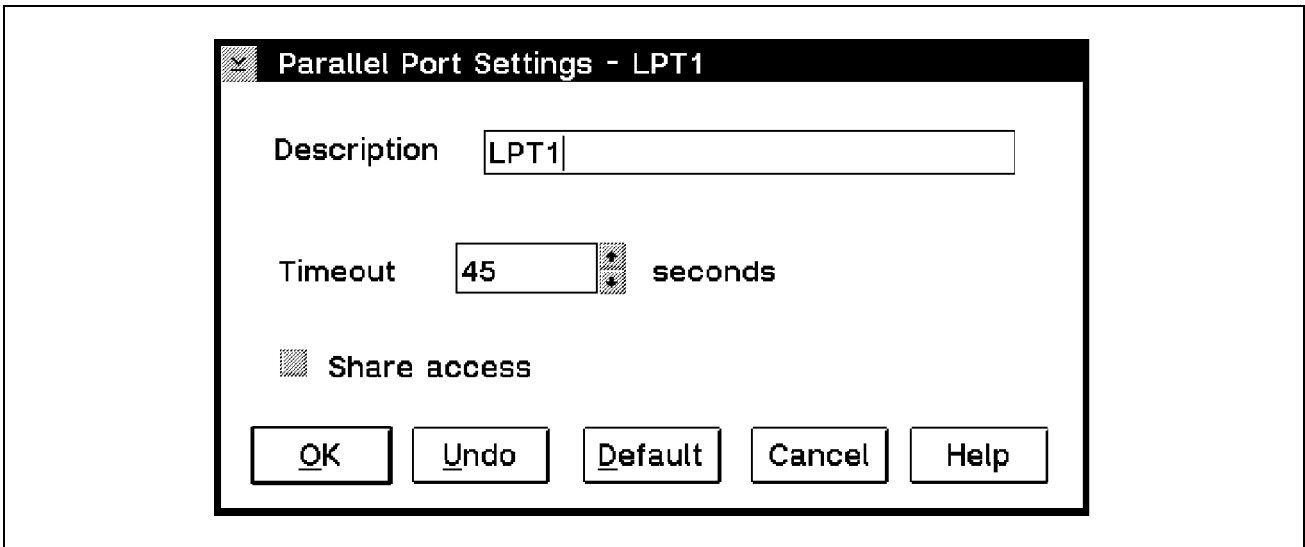 Parallel Port Settings - LPT1
Description LPT1
Timeout 45 seconds
Share access
OK Undo Default Cancel Help